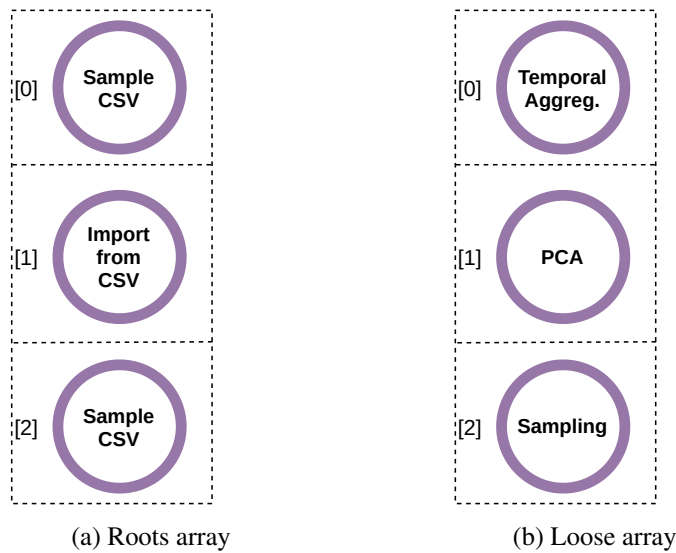 [0]
Sample
CSV
[1]
Import
from
CSV
[2]
Sample
CSV
(a) Roots array
[0]
Temporal
Aggreg.
[1]
PCA
[2]
Sampling
(b) Loose array